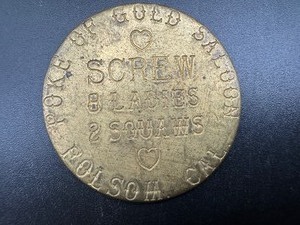 POKE OF GOLD SALOON
SCREW.
8 LADIES
2 SQUAWS
FOLSOM. CAL